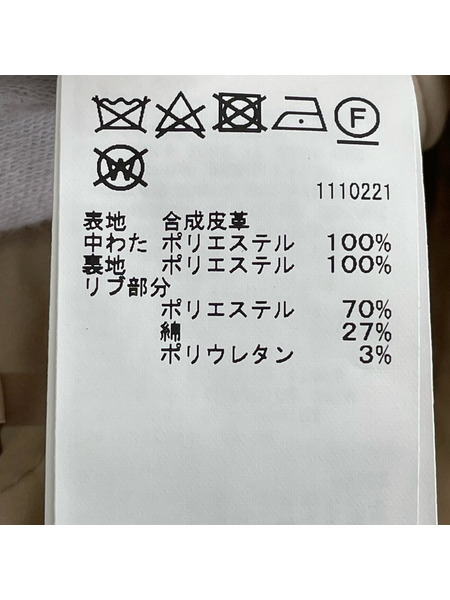 F
W
1110221
表地 合成皮革
中わた ポリエステル 100%
裏地 ポリエステル 100%
リブ部分
ポリエステル 70%
綿 27%
ポリウレタン 3%